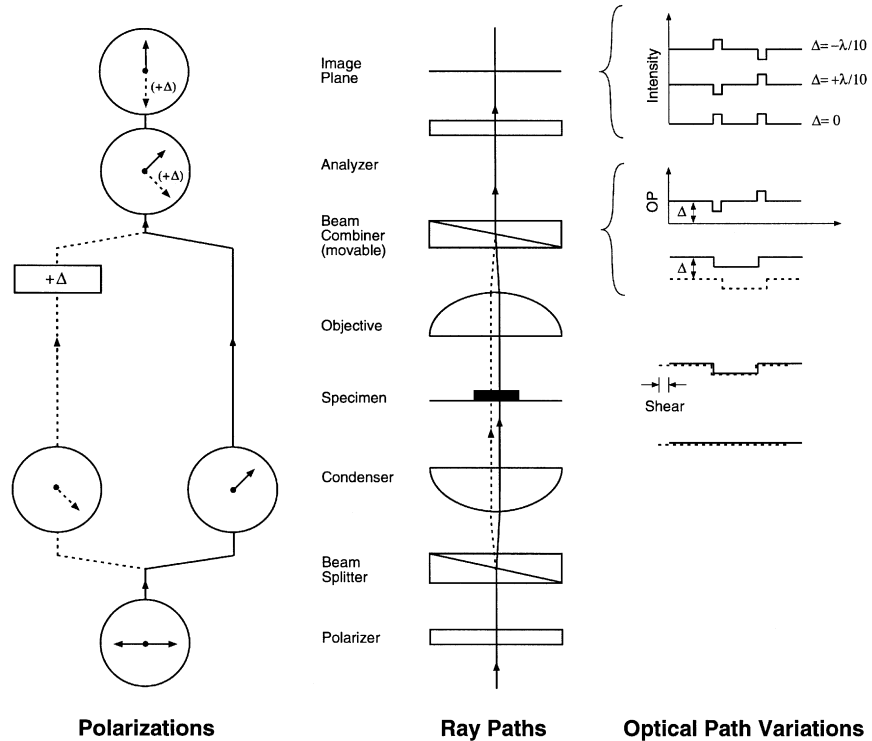 (+Δ)
(+Δ)
+Δ
Polarizations
Image
Plane
Analyzer
Beam
Combiner
(movable)
Objective
Specimen
Condenser
Beam
Splitter
Polarizer
Ray Paths
Intensity
Δ= −λ/10
Δ= +λ/10
Δ= 0
OP
Δ
Δ
Shear
Optical Path Variations